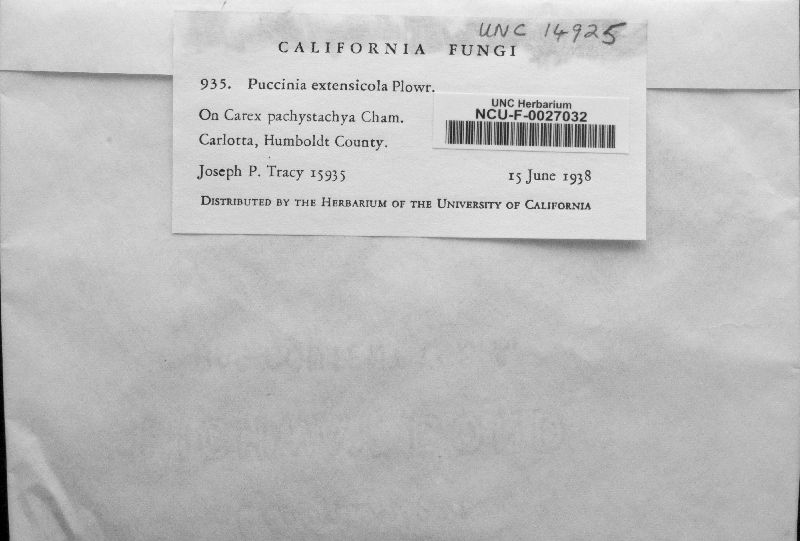 UNC 14925
CALIFORNIA FUNGI
935. Puccinia extensicola Plowr.
On Carex pachystachya Cham.
Carlotta, Humboldt County.
UNC Herbarium
NCU-F-0027032
Joseph P. Tracy 15935 15 June 1938
DISTRIBUTED BY THE HERBARIUM OF THE UNIVERSITY OF CALIFORNIA